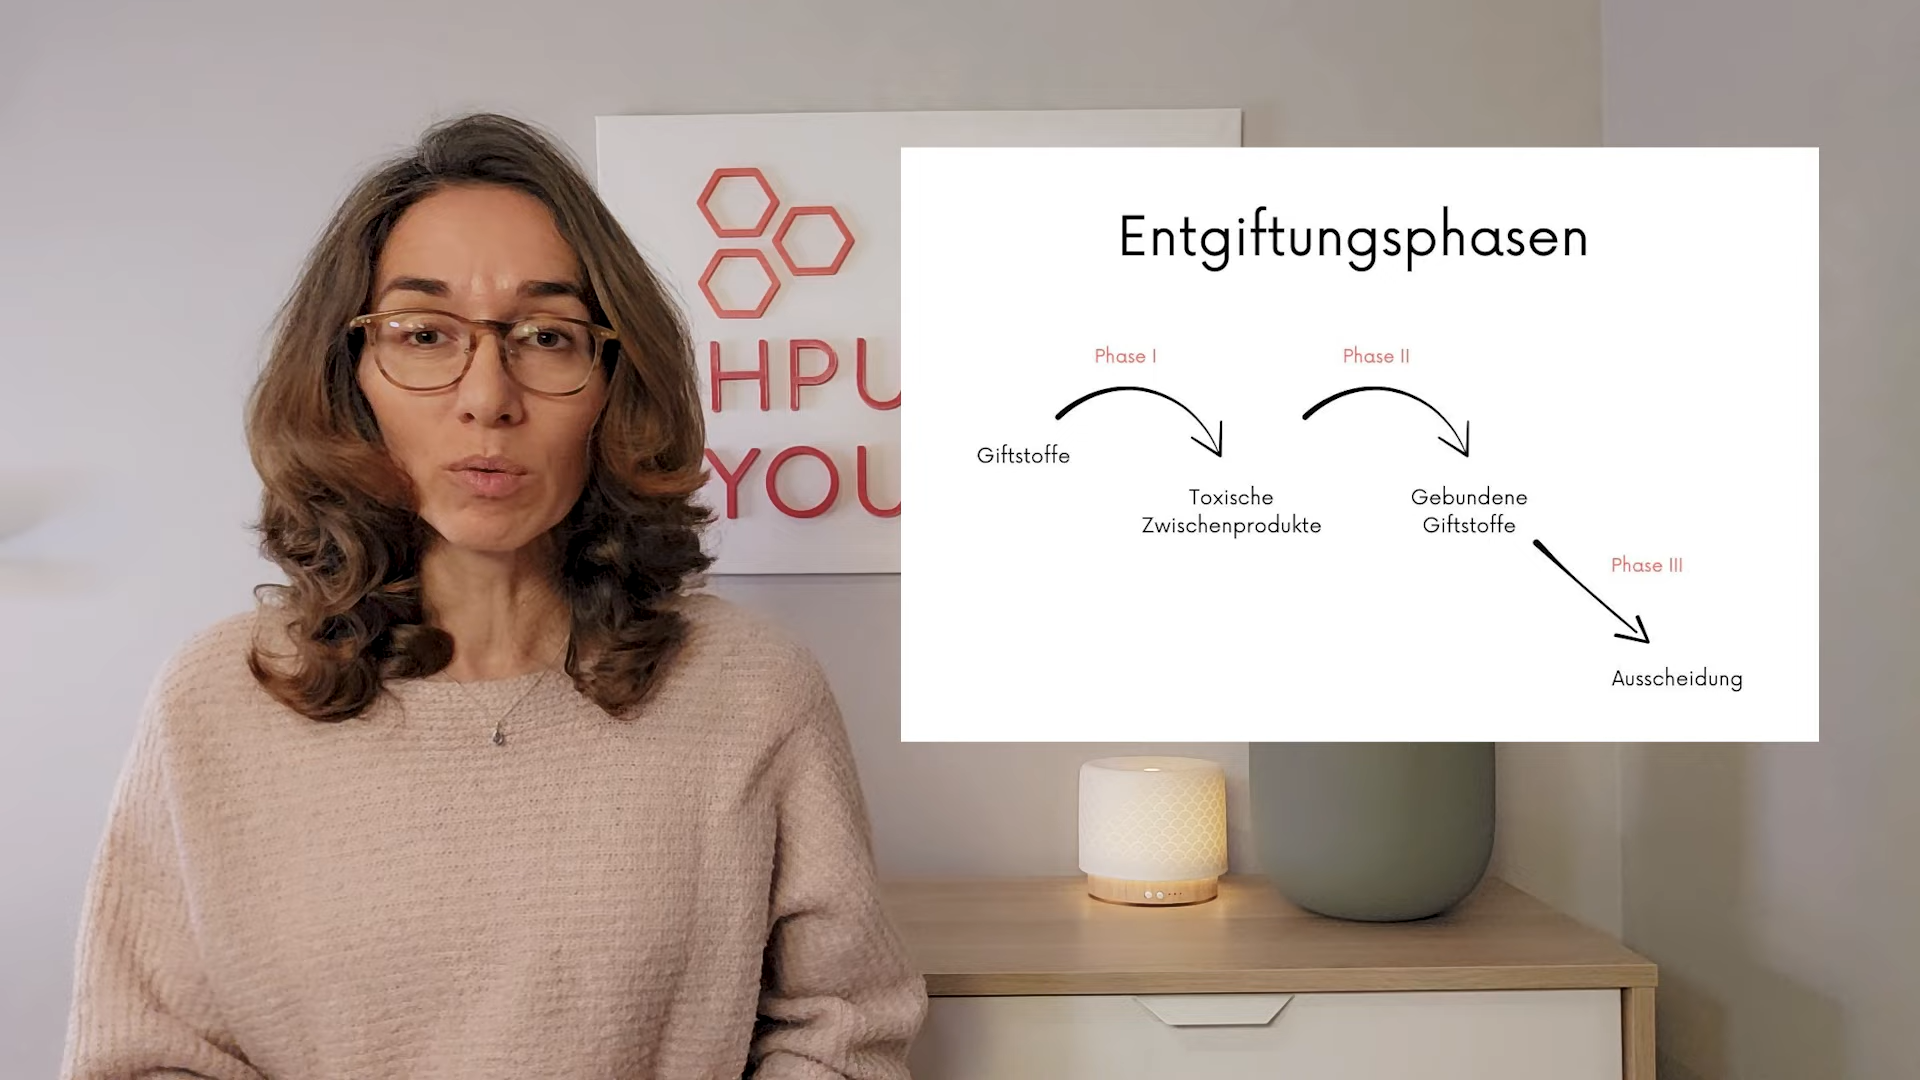 HPU
YOU
Entgiftungsphasen
Phase I
Phase II
Giftstoffe
Toxische
Zwischenprodukte
Gebundene
Giftstoffe
Phase III
Ausscheidung